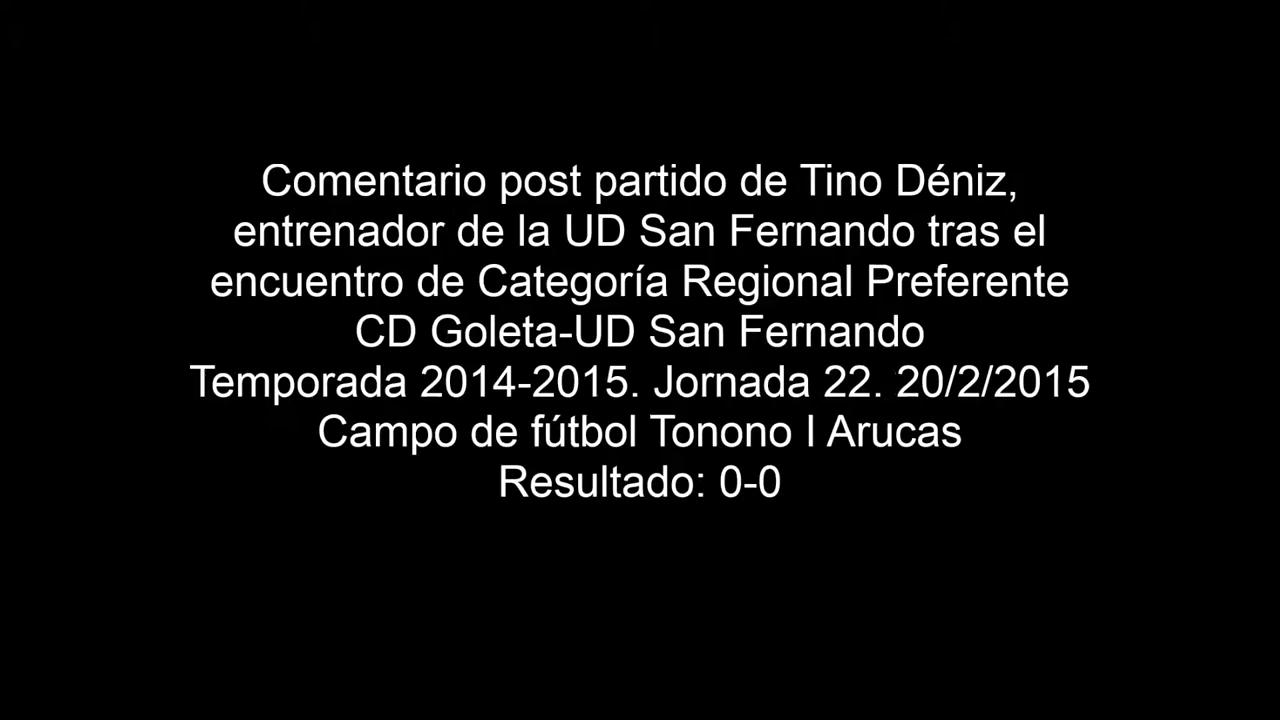 Comentario post partido de Tino Déniz,
entrenador de la UD San Fernando tras el
encuentro de Categoría Regional Preferente
CD Goleta-UD San Fernando
Temporada 2014-2015. Jornada 22. 20/2/2015
Campo de fútbol Tonono I Arucas
Resultado: 0-0